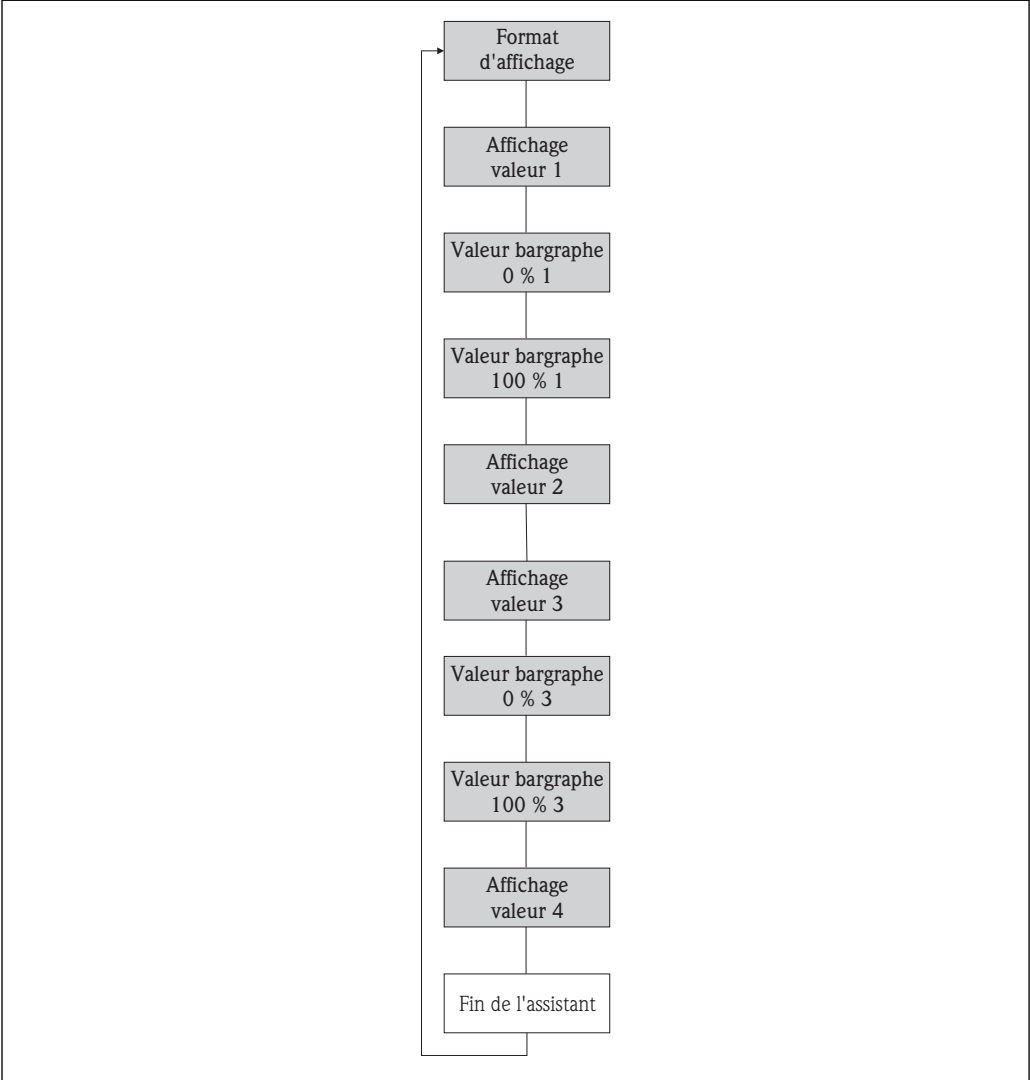 Format
d'affichage
Affichage
valeur 1
Valeur bargraphe
0 % 1
Valeur bargraphe
100 % 1
Affichage
valeur 2
Affichage
valeur 3
Valeur bargraphe
0 % 3
Valeur bargraphe
100 % 3
Affichage
valeur 4
Fin de l'assistant